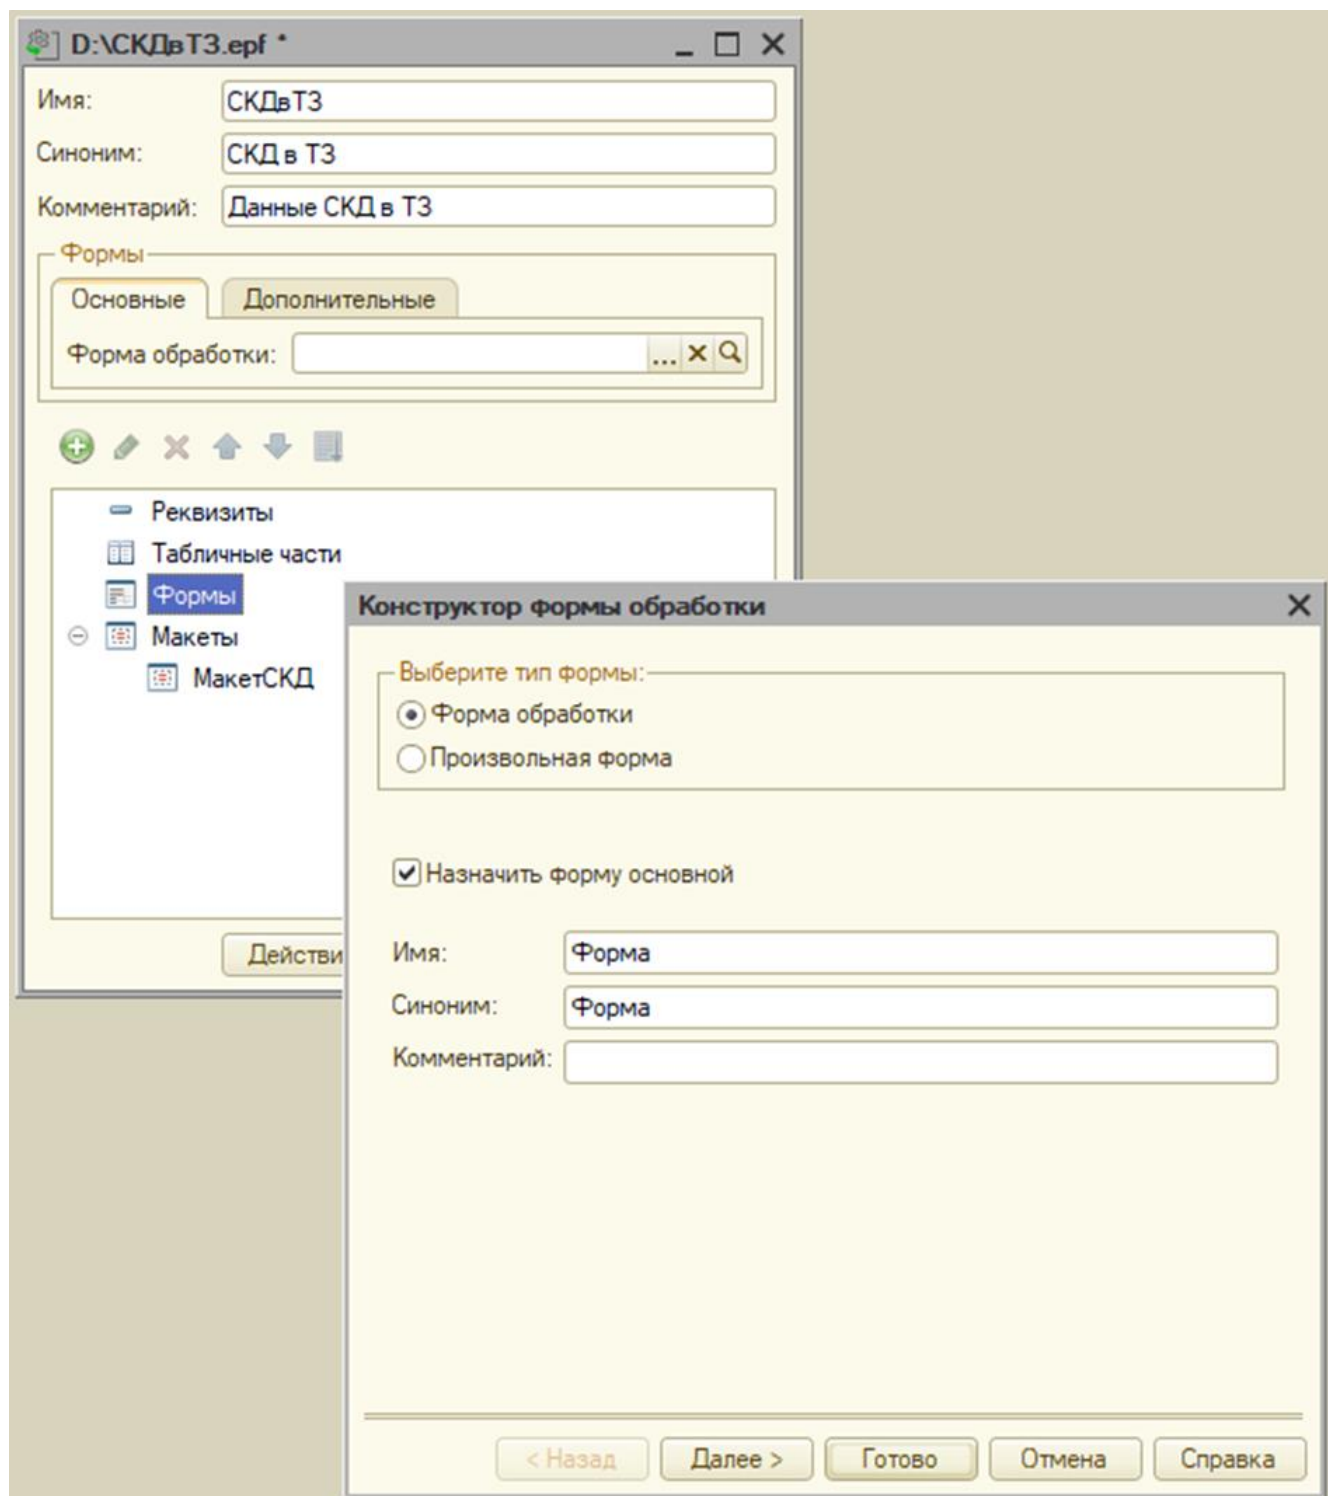 D:\СКДвТЗ.epf *
Имя: СКДвТЗ
Синоним: СКД в ТЗ
Комментарий: Данные СКД в ТЗ
Формы
Основные Дополнительные
Форма обработки: ...
Реквизиты
Табличные части
Формы
Макеты
МакетСКД
Действи
Конструктор формы обработки
Выберите тип формы:
Форма обработки
Произвольная форма
Назначить форму основной
Имя: Форма
Синоним: Форма
Комментарий:
< Назад Далее > Готово Отмена Справка